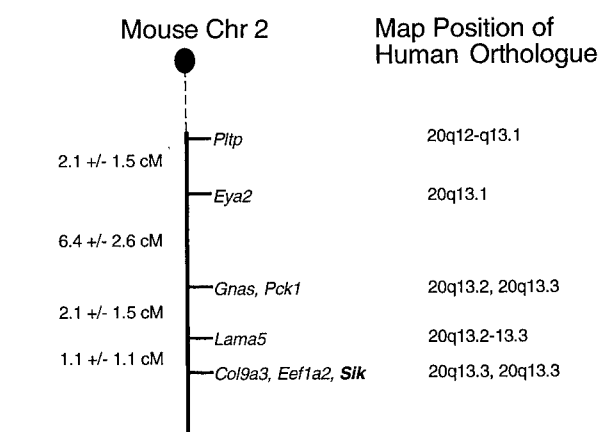 Mouse Chr 2
Map Position of
Human Orthologue
Pltp 20q12-q13.1
2.1 +/- 1.5 cM
Eya2 20q13.1
6.4 +/- 2.6 cM
Gnas, Pck1 20q13.2, 20q13.3
2.1 +/- 1.5 cM
Lama5 20q13.2-13.3
1.1 +/- 1.1 cM
Col9a3, Eef1a2, Sik 20q13.3, 20q13.3